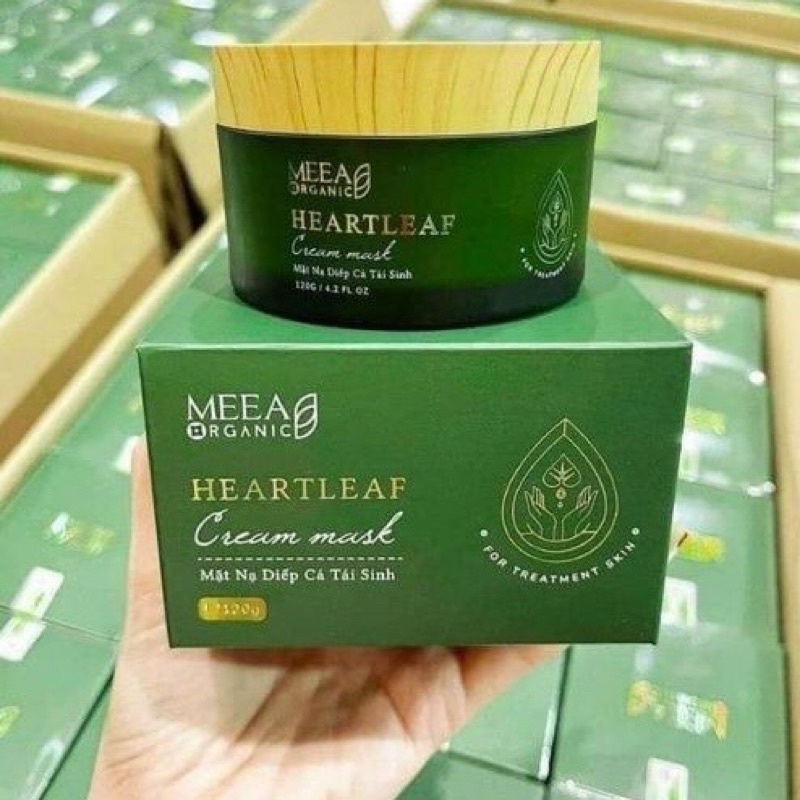 MEEA
ORGANIC
HEARTLEAF
Cream mask
Mặt Nạ Diếp Cá Tái Sinh
120G / 4.2 FL OZ
FOR TREATMENT SKIN
MEEA
ORGANIC
HEARTLEAF
Cream mask
Mặt Nạ Diếp Cá Tái Sinh
120g
FOR TREATMENT SKIN